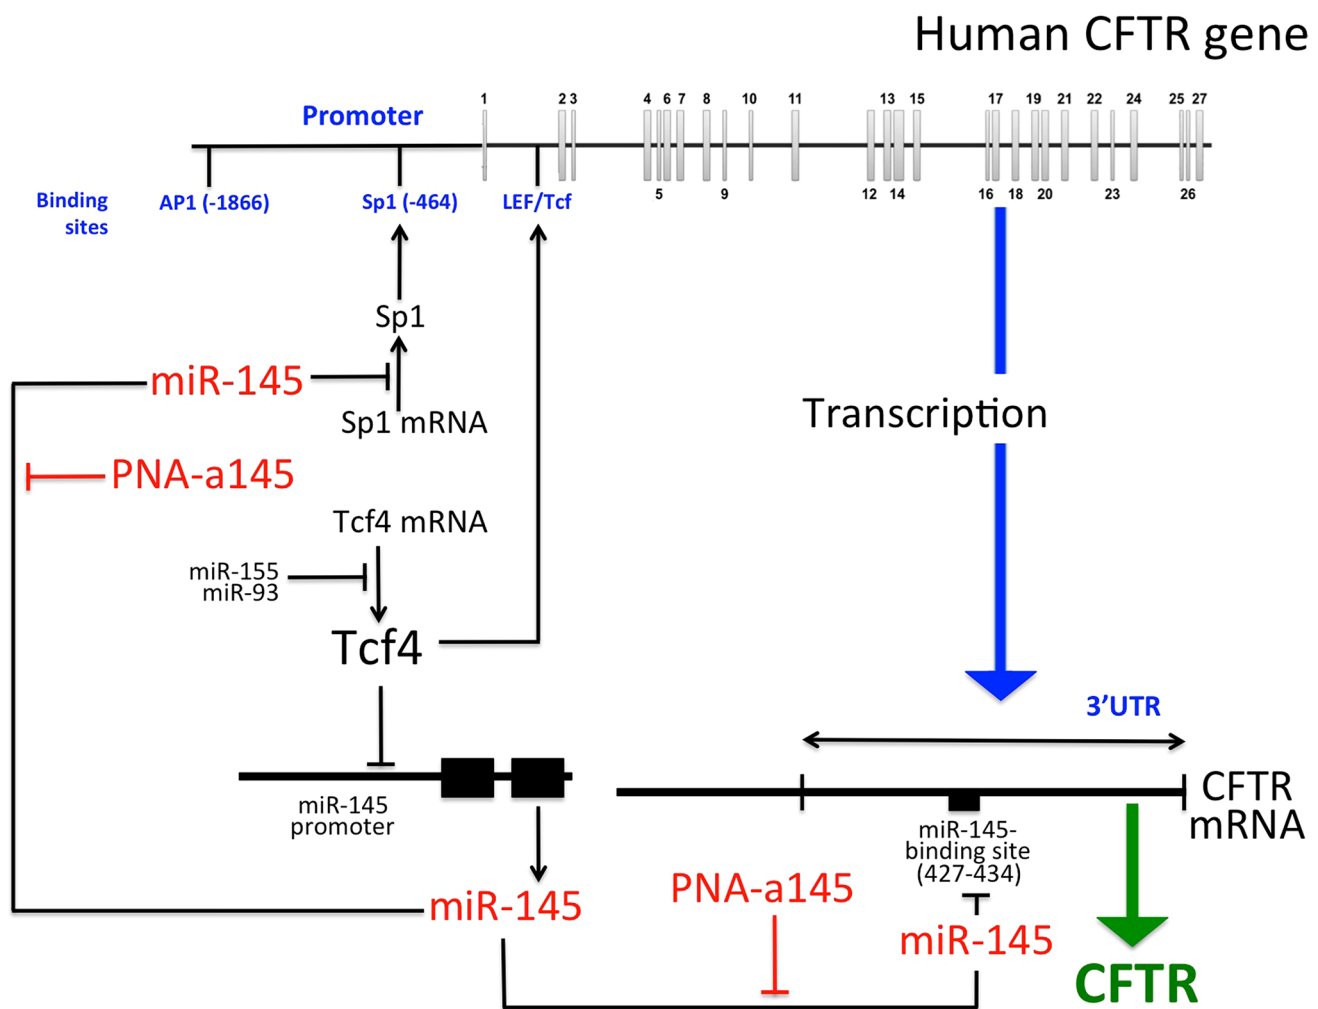 Human CFTR gene
1 2 3 4 6 7 8 10 11 13 15 17 19 21 22 24 25 27
Promoter
5 9 12 14 16 18 20 23 26
Binding
sites
AP1 (-1866)
Sp1 (-464)
LEF/Tcf
Sp1
miR-145
Sp1 mRNA
Transcription
PNA-a145
Tcf4 mRNA
miR-155
miR-93
Tcf4
3’UTR
miR-145
promoter
CFTR
mRNA
miR-145-
binding site
(427-434)
PNA-a145
miR-145
miR-145
CFTR